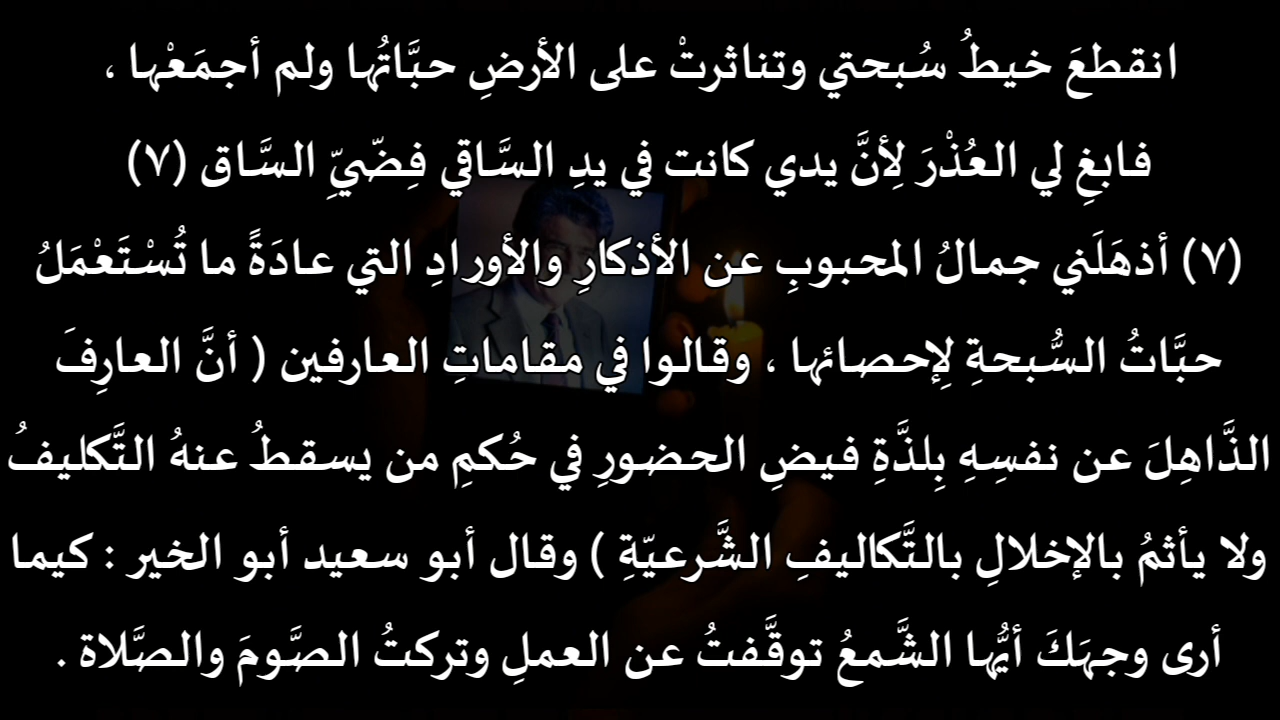 انقطعَ خيطُ سُبحتي وتناثرتْ على الأرضِ حبَّاتُها ولم أجمَعْها ،
فابغِ لي العُذْرَ لِأنَّ يدي كانت في يدِ السَّاقي فِضّيِّ السَّاق (٧)
(٧) أذهَلَني جمالُ المحبوبِ عن الأذكارِ والأورادِ التي عادَةً ما تُسْتَعْمَلُ
حبَّاتُ السُّبحةِ لِإحصائها ، وقالوا في مقاماتِ العارفين ( أنَّ العارِفَ
الذَّاهِلَ عن نفسِهِ بِلذَّةِ فيضِ الحضورِ في حُكمِ من يسقطُ عنهُ التَّكليفُ
ولا يأثمُ بالإخلالِ بالتَّكاليفِ الشَّرعيّةِ ) وقال أبو سعيد أبو الخير : كيما
أرى وجهَكَ أيُّها الشَّمعُ توقَّفتُ عن العملِ وتركتُ الصَّومَ والصَّلاة .